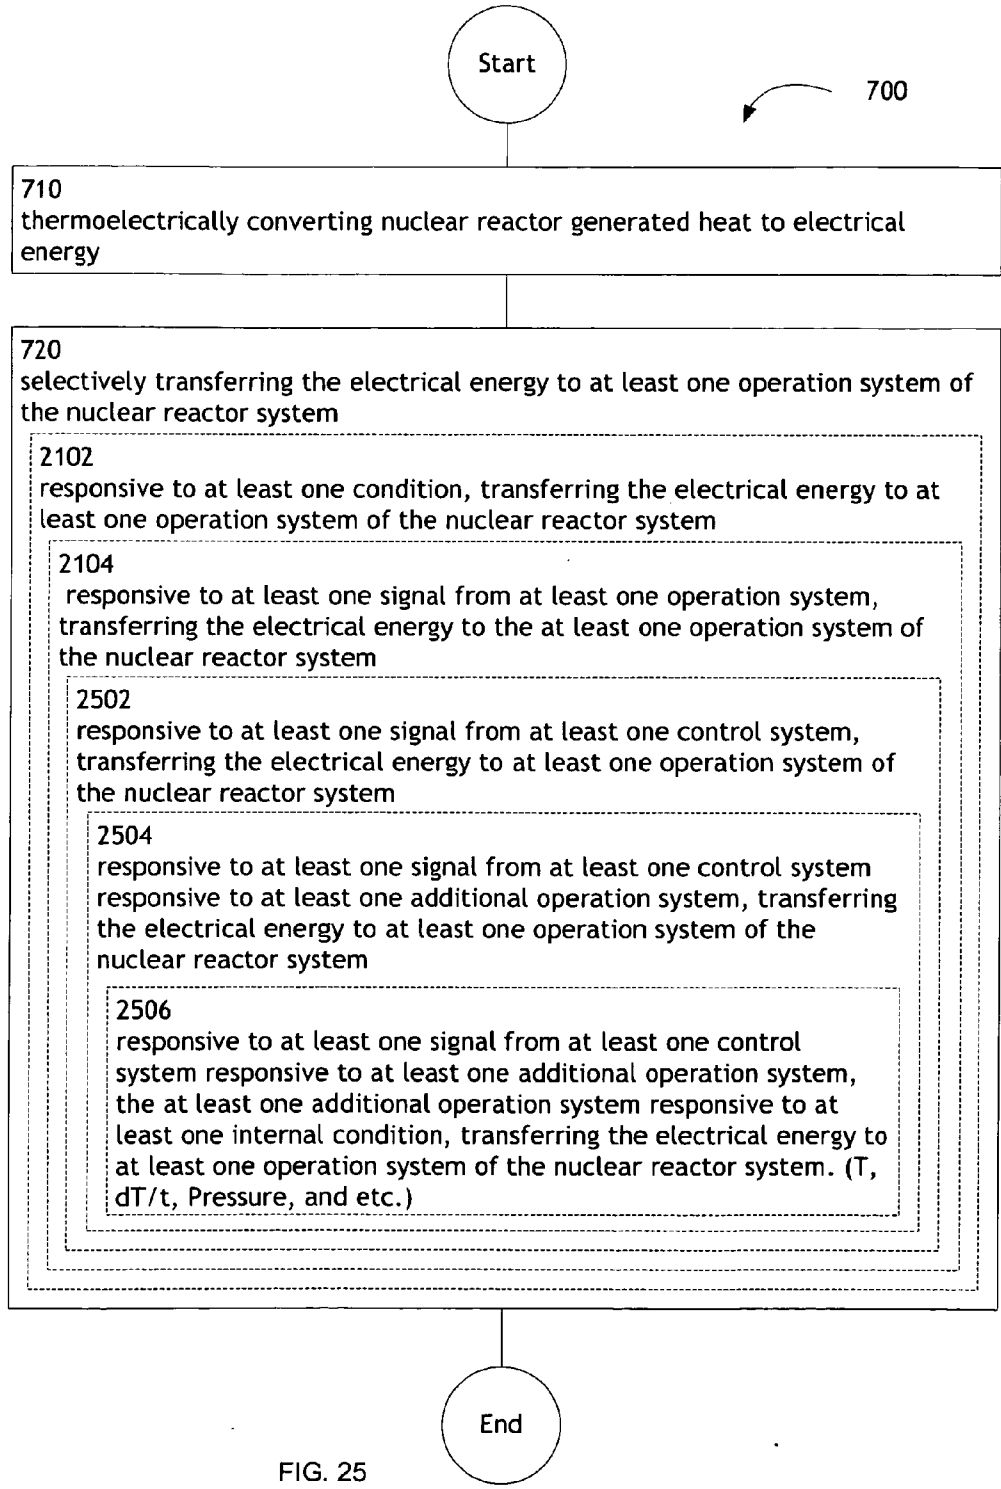 Start
700
710
thermoelectrically converting nuclear reactor generated heat to electrical
energy
720
selectively transferring the electrical energy to at least one operation system of
the nuclear reactor system
2102
responsive to at least one condition, transferring the electrical energy to at
least one operation system of the nuclear reactor system
2104
responsive to at least one signal from at least one operation system,
transferring the electrical energy to the at least one operation system of
the nuclear reactor system
2502
responsive to at least one signal from at least one control system,
transferring the electrical energy to at least one operation system of
the nuclear reactor system
2504
responsive to at least one signal from at least one control system
responsive to at least one additional operation system, transferring
the electrical energy to at least one operation system of the
nuclear reactor system
2506
responsive to at least one signal from at least one control
system responsive to at least one additional operation system,
the at least one additional operation system responsive to at
least one internal condition, transferring the electrical energy to
at least one operation system of the nuclear reactor system. (T,
dT/t, Pressure, and etc.)
End
FIG. 25